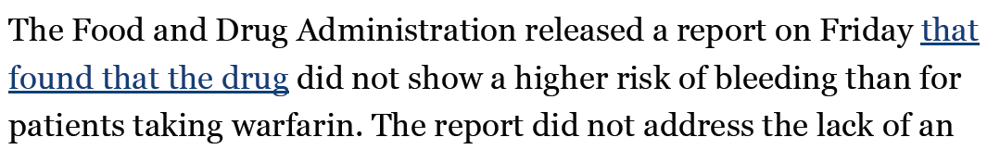 The Food and Drug Administration released a report on Friday that
found that the drug did not show a higher risk of bleeding than for
patients taking warfarin. The report did not address the lack of an